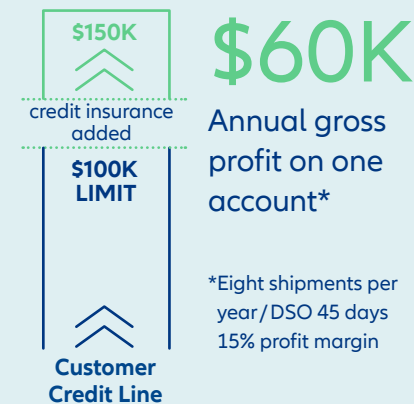 $150K
credit insurance
added
$100K
LIMIT
Customer
Credit Line
$60K
Annual gross
profit on one
account*
*Eight shipments per
year/DSO 45 days
15% profit margin